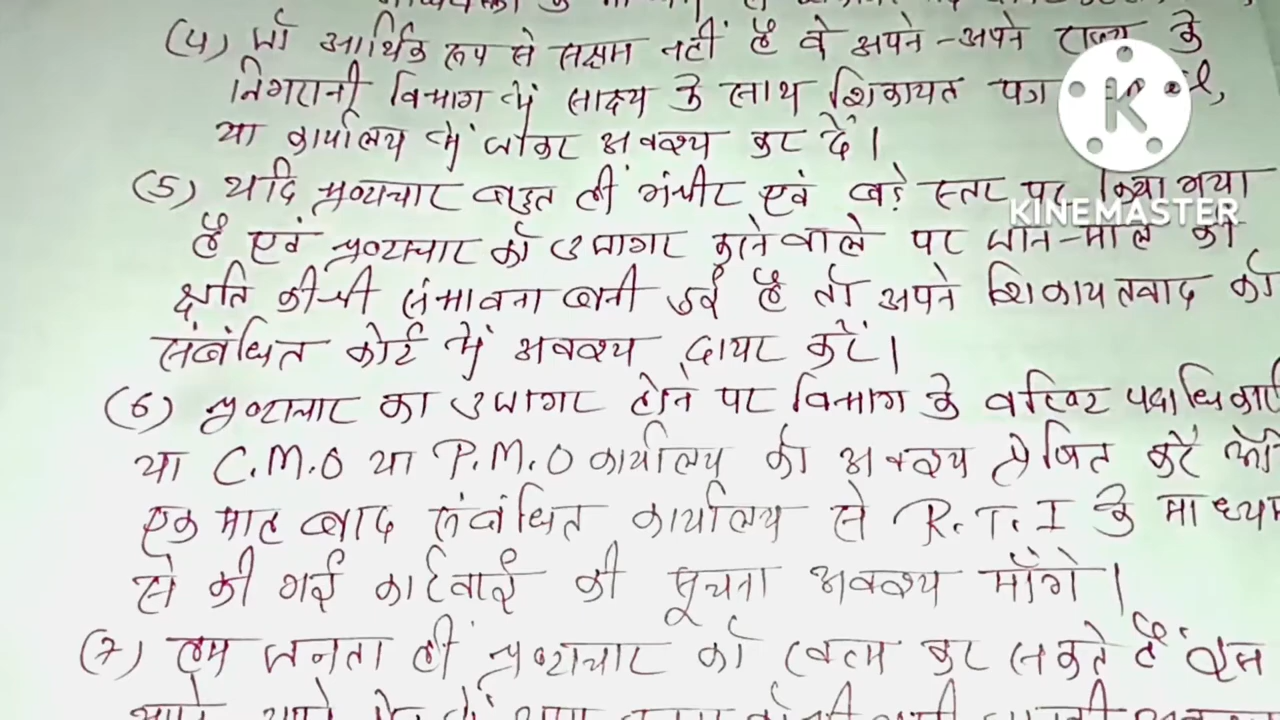 (4) जो आर्थिक रूप से सक्षम नहीं है वे अपने-अपने राज्य के
निगरानी विभाग में साक्ष्य के साथ शिकायत पत्र
या कार्यालय में जाकर अवश्य कर दें।
(5) यदि भ्रष्टाचार बहुत ही गंभीर एवं बड़े स्तर पर किया गया
KINEMASTER
है एवं भ्रष्टाचार को उजागर करने वाले पर जान-माल की
क्षति की भी संभावना बनी हुई है तो अपने शिकायतवाद को
संबंधित कोर्ट में अवश्य दायर करें।
(6) भ्रष्टाचार का उजागर होने पर विभाग के वरिष्ट पदाधिकारी
या C.M.O या P.M.O कार्यालय को अवश्य प्रेषित करें
एक माह बाद संबंधित कार्यालय से R.T.I के माध्यम
से की गई कार्रवाई की सूचना अवश्य माँगे।
(7) हम जनता ही भ्रष्टाचार को खत्म कर सकते हैं